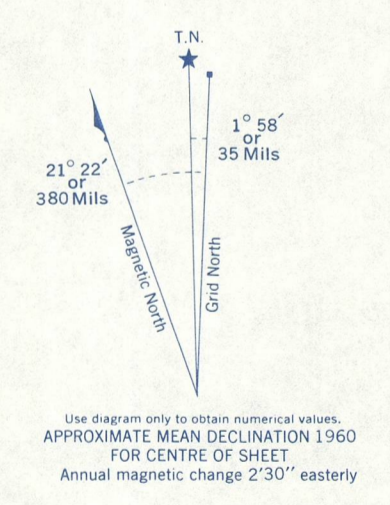 T.N.
1° 58′
or
35 Mils
21° 22′
or
380 Mils
Magnetic North
Grid North
Use diagram only to obtain numerical values.
APPROXIMATE MEAN DECLINATION 1960
FOR CENTRE OF SHEET
Annual magnetic change 2′30″ easterly